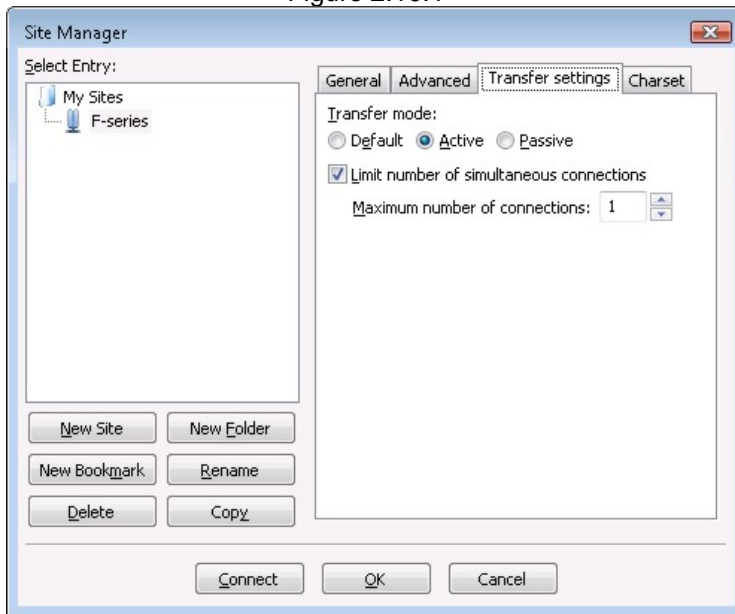 Site Manager
Select Entry:
My Sites
F-series
New Site
New Folder
New Bookmark
Rename
Delete
Copy
General
Advanced
Transfer settings
Charset
Transfer mode:
Default
Active
Passive
Limit number of simultaneous connections
Maximum number of connections: 1
Connect
OK
Cancel